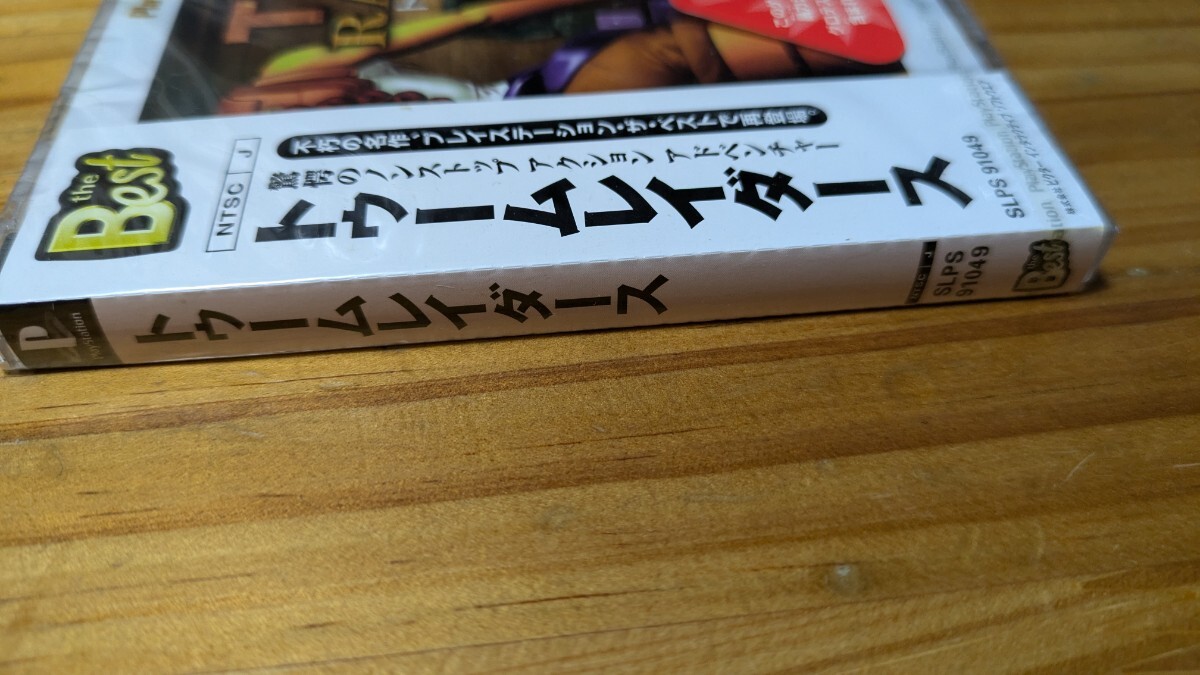 the Best
NTSC J
不朽の名作、プレイステーション・ザ・ベストで再登場。
驚愕のノンストップ アクション アドベンチャー
トゥームレイダース
SLPS 91049
P
トゥームレイダース
NTSC J
SLPS
91049
the Best